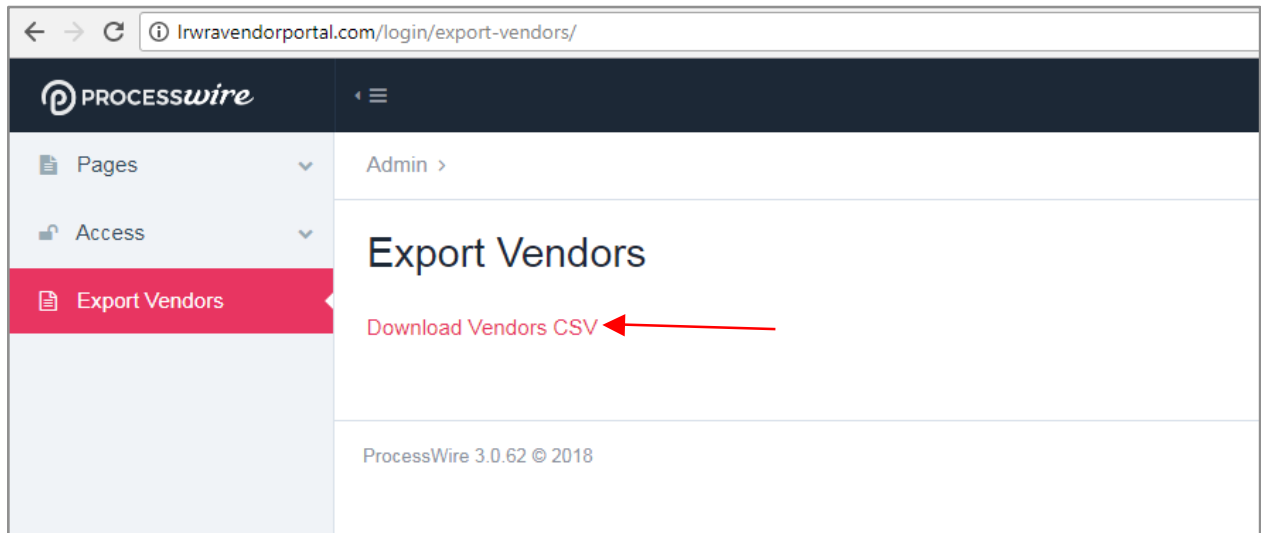 lrwravendorportal.com/login/export-vendors/
PROCESSwire
Pages
Access
Export Vendors
Admin >
Export Vendors
Download Vendors CSV
ProcessWire 3.0.62 © 2018